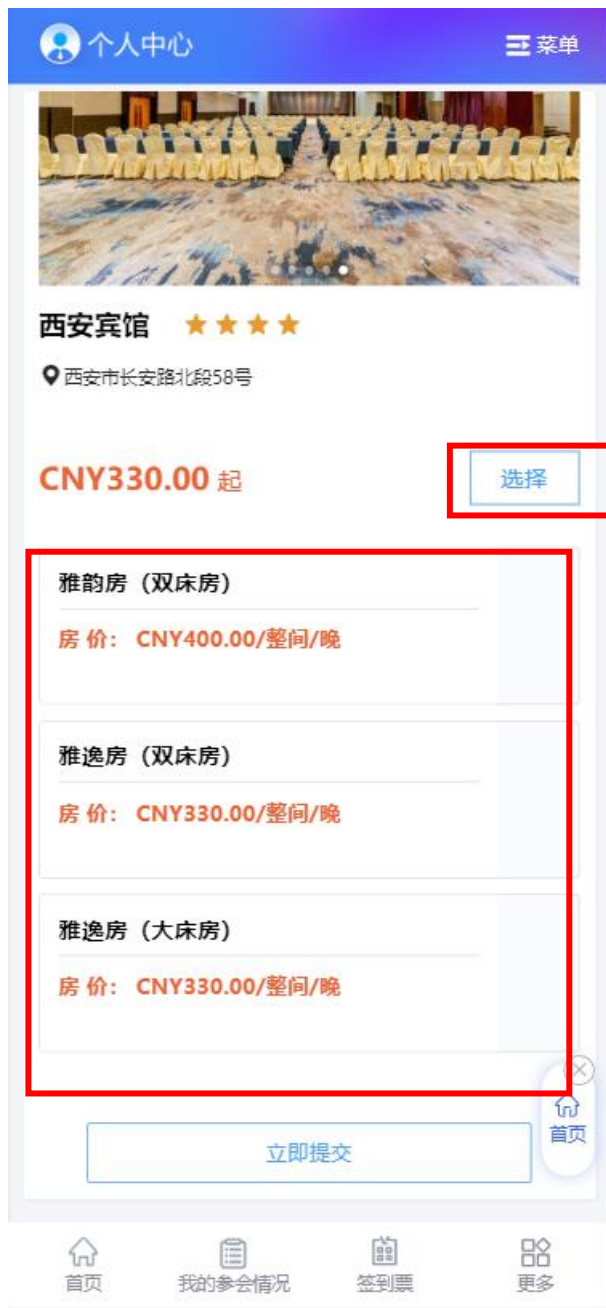 个人中心
菜单
西安宾馆
西安市长安路北段58号
CNY330.00 起
选择
雅韵房（双床房）
房 价： CNY400.00/整间/晚
雅逸房（双床房）
房 价： CNY330.00/整间/晚
雅逸房（大床房）
房 价： CNY330.00/整间/晚
首页
立即提交
首页
我的参会情况
签到票
更多